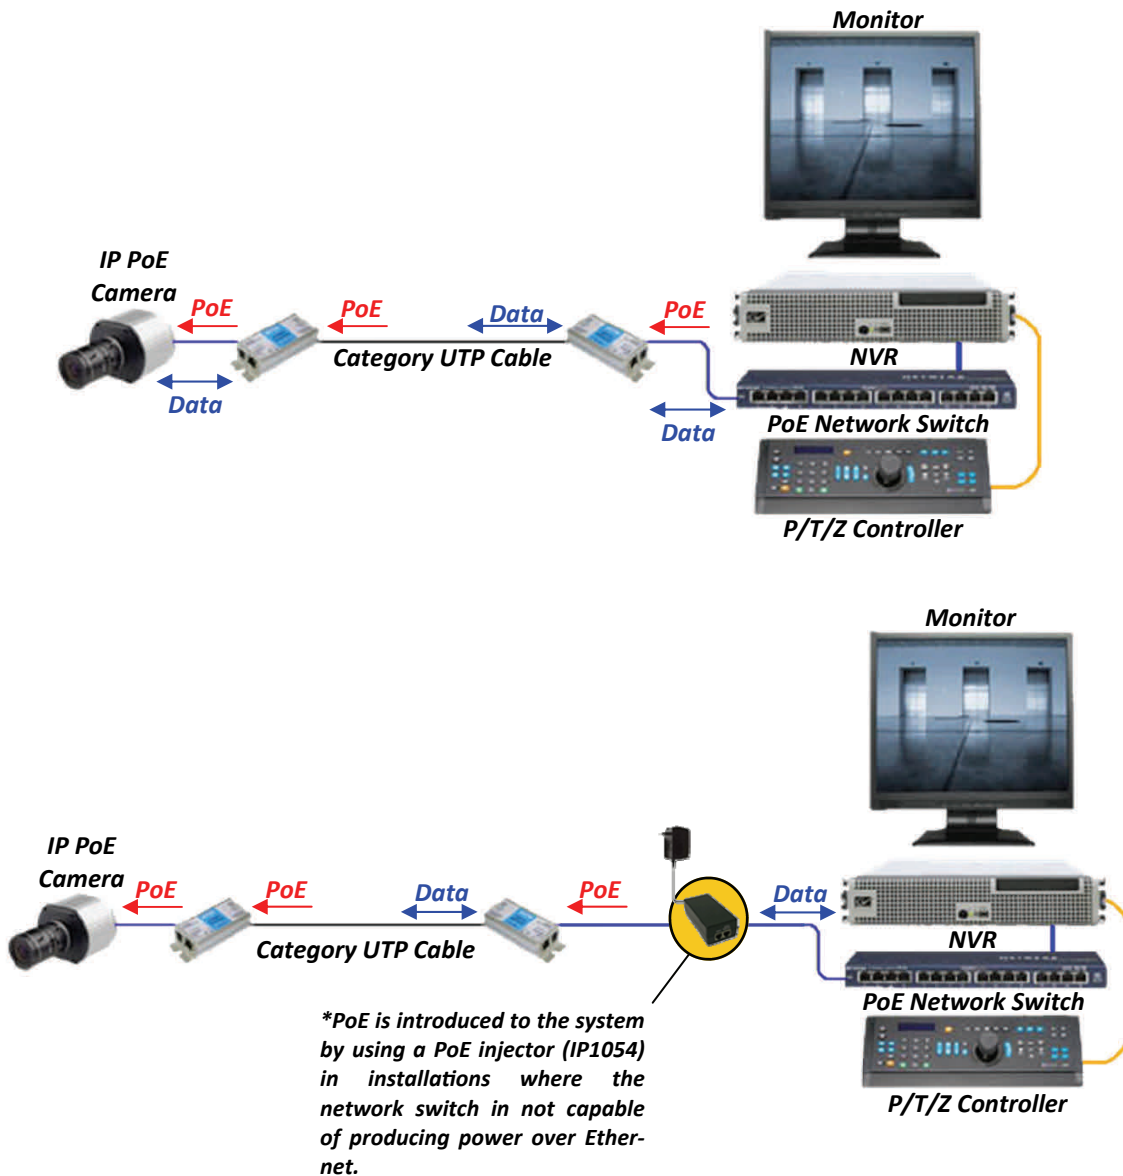 Monitor
IP PoE
Camera
PoE
PoE
Data
PoE
Category UTP Cable
NVR
Data
Data
PoE Network Switch
P/T/Z Controller
Monitor
IP PoE
Camera
PoE
PoE
Data
PoE
Data
Category UTP Cable
NVR
PoE Network Switch
P/T/Z Controller
*PoE is introduced to the system
by using a PoE injector (IP1054)
in installations where the
network switch in not capable
of producing power over Ether-
net.